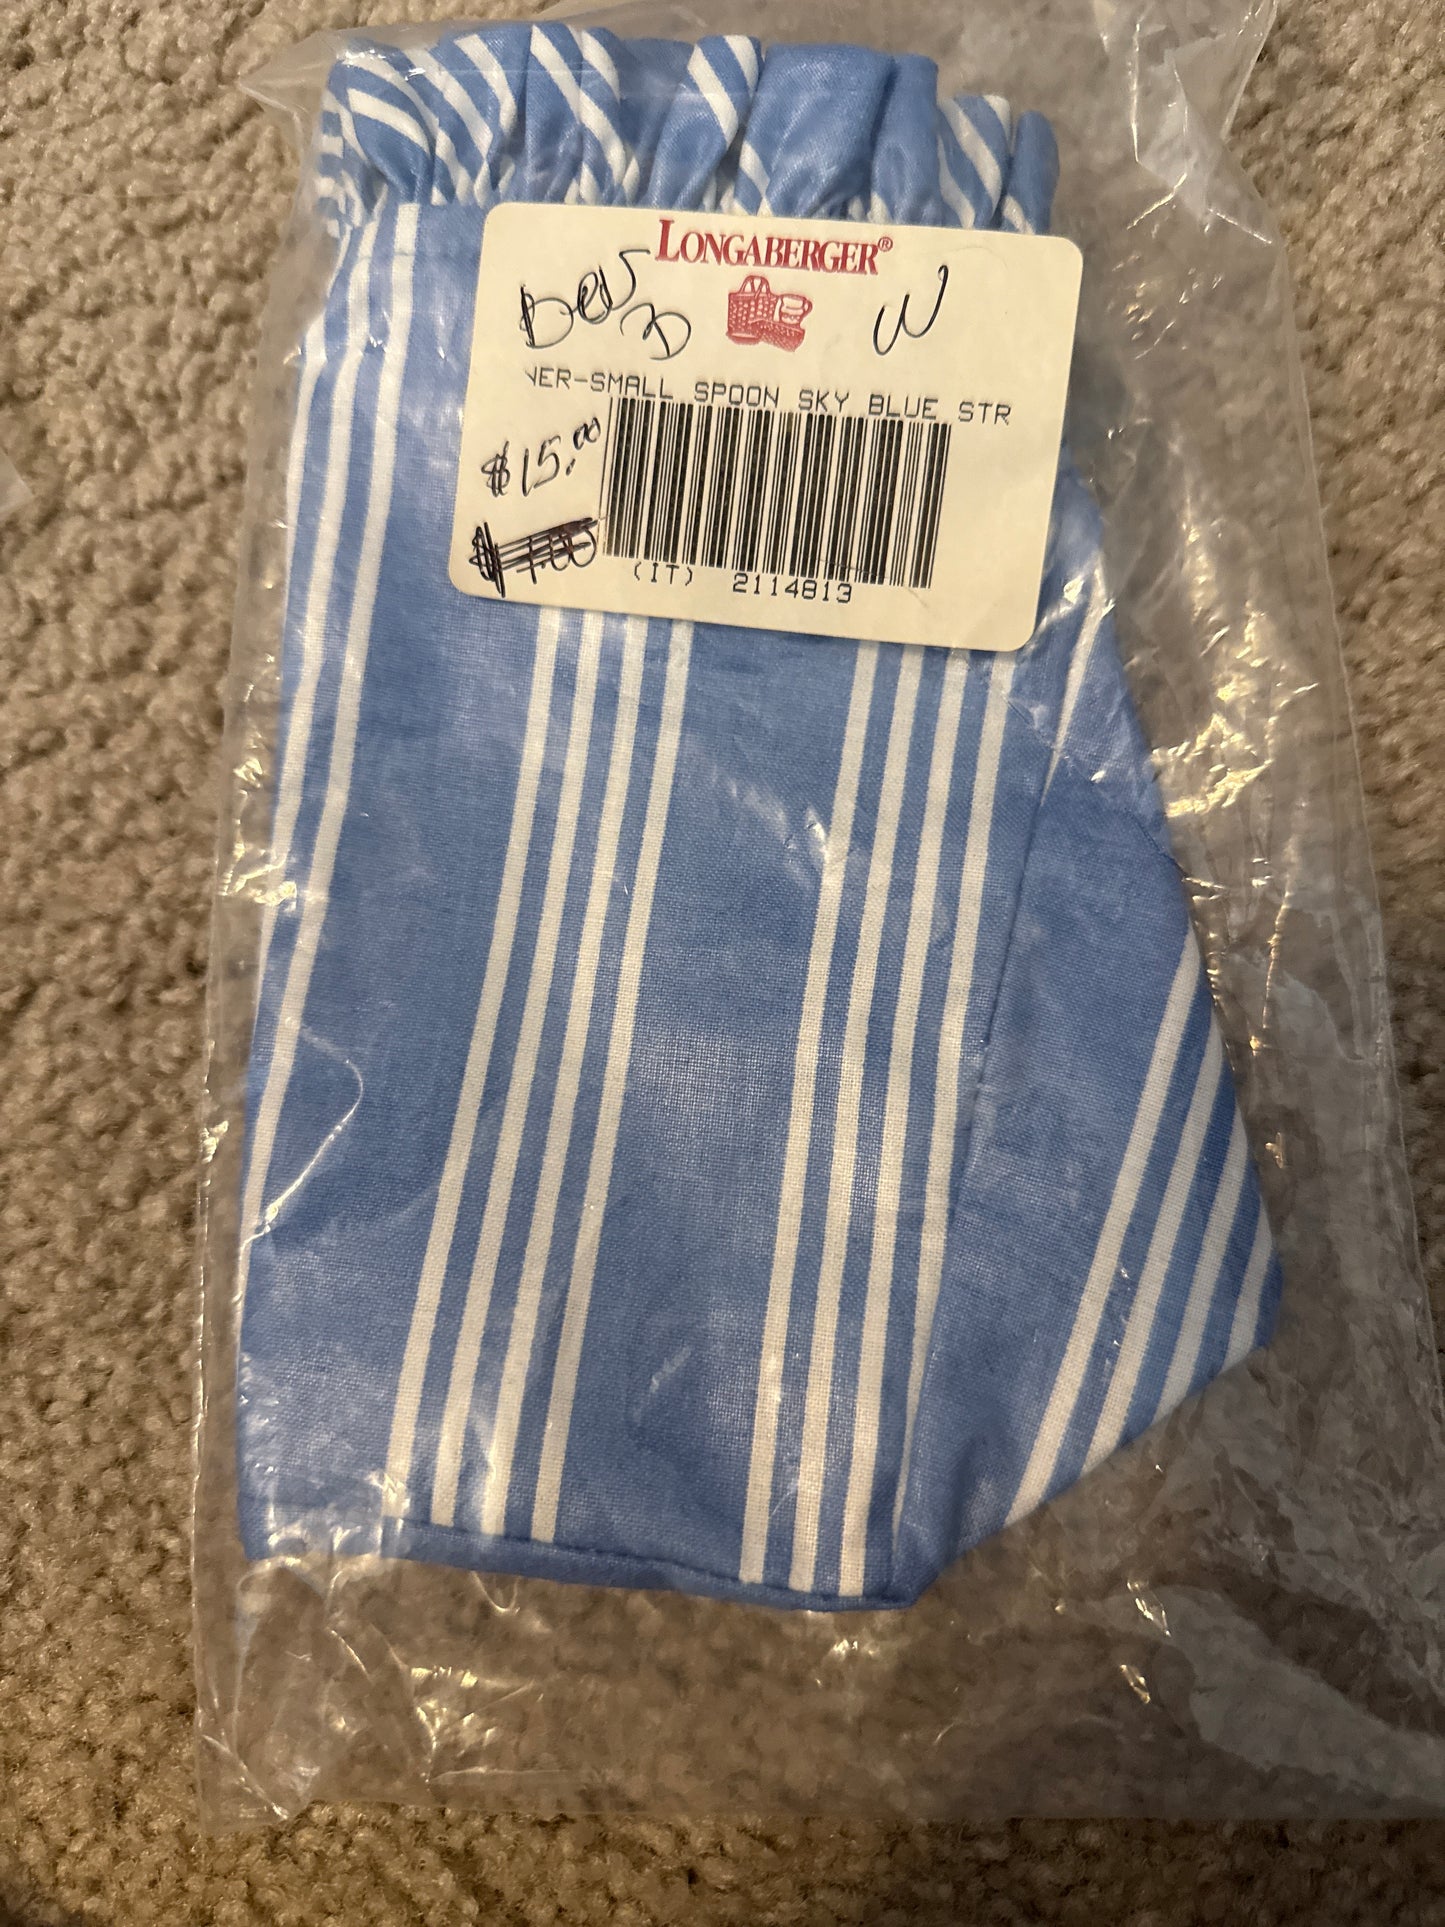 LONGABERGER®
W
NER-SMALL SPOON SKY BLUE STR
$15.00
(IT) 2114813